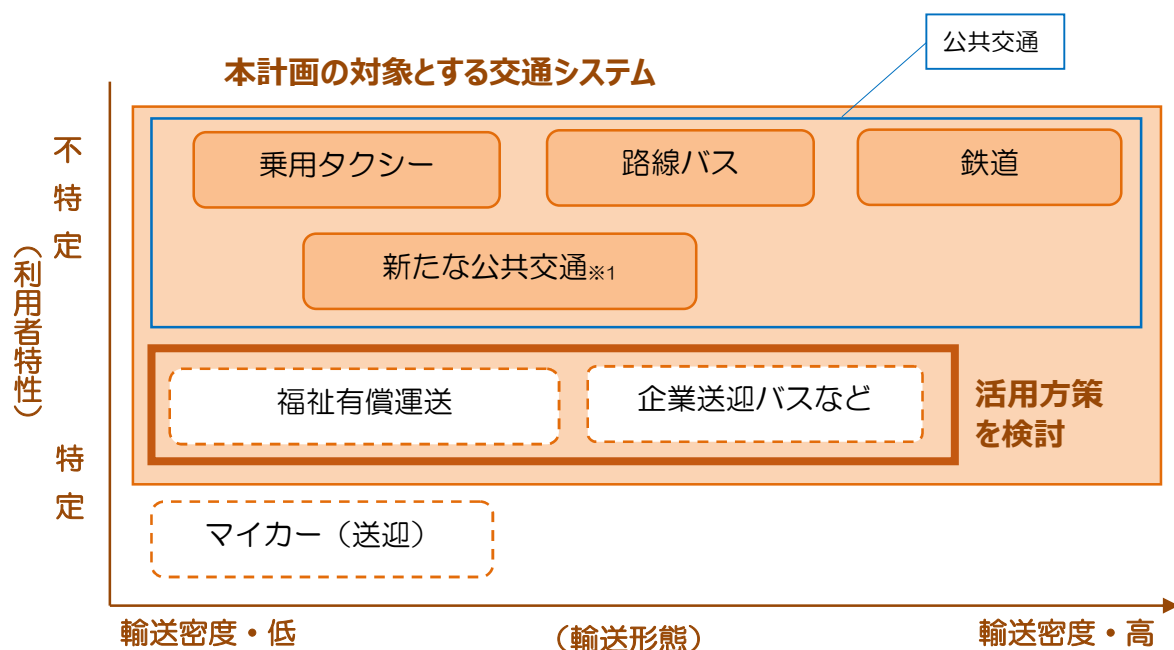 公共交通
本計画の対象とする交通システム
不特定
乗用タクシー
路線バス
鉄道
新たな公共交通※1
（利用者特性）
福祉有償運送
企業送迎バスなど
活用方策
を検討
特定
マイカー（送迎）
輸送密度・低
（輸送形態）
輸送密度・高